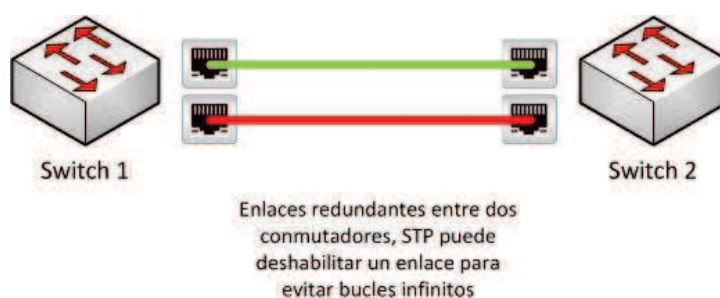 Switch 1
Switch 2
Enlaces redundantes entre dos
conmutadores, STP puede
deshabilitar un enlace para
evitar bucles infinitos